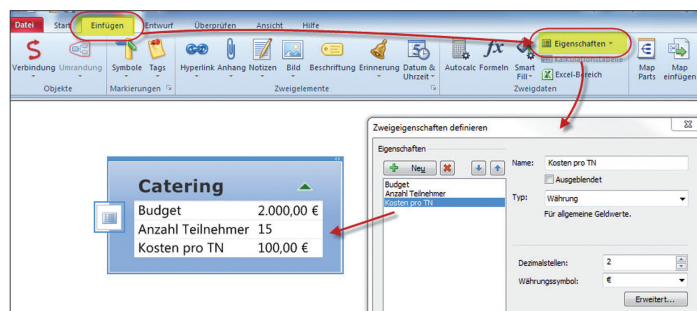 Datei Start Einfügen Entwurf Überprüfen Ansicht Hilfe
Verbindung Umrandung Symbole Tags Hyperlink Anhang Notizen Bild Beschriftung Erinnerung Datum & Uhrzeit Autocalc Formeln Smart Fill Eigenschaften
Kalkulationstabelle
Excel-Bereich
Map Parts Map einfügen
Objekte Markierungen Zweigelemente Zweigdaten
Zweigeigenschaften definieren
Eigenschaften
Neu
Name: Kosten pro TN
Ausgeblendet
Budget
Anzahl Teilnehmer
Kosten pro TN
Typ: Währung
Für allgemeine Geldwerte.
Dezimalstellen: 2
Währungssymbol: €
Erweitert...
Catering
Budget 2.000,00 €
Anzahl Teilnehmer 15
Kosten pro TN 100,00 €